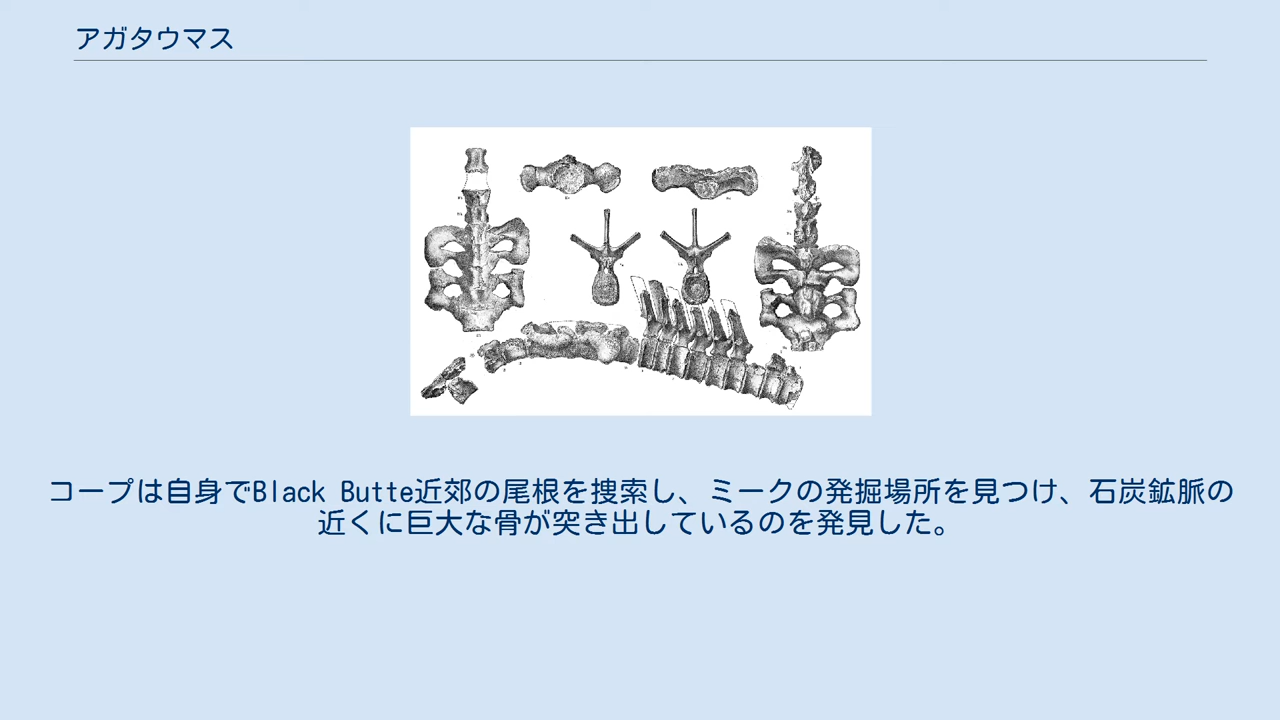 アガタウマス
コープは自身でBlack Butte近郊の尾根を捜索し、ミークの発掘場所を見つけ、石炭鉱脈の
近くに巨大な骨が突き出しているのを発見した。